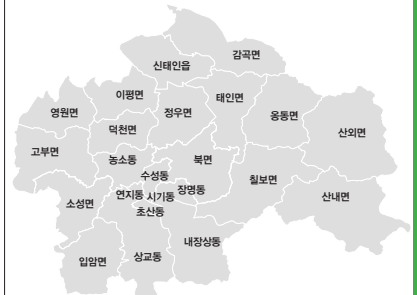 감곡면
신태인읍
이평면
태인면
영원면
정우면
옹동면
덕천면
산외면
고부면
농소동
북면
수성동
칠보면
연지동
시기동
장명동
산내면
소성면
초산동
내장상동
상교동
입암면